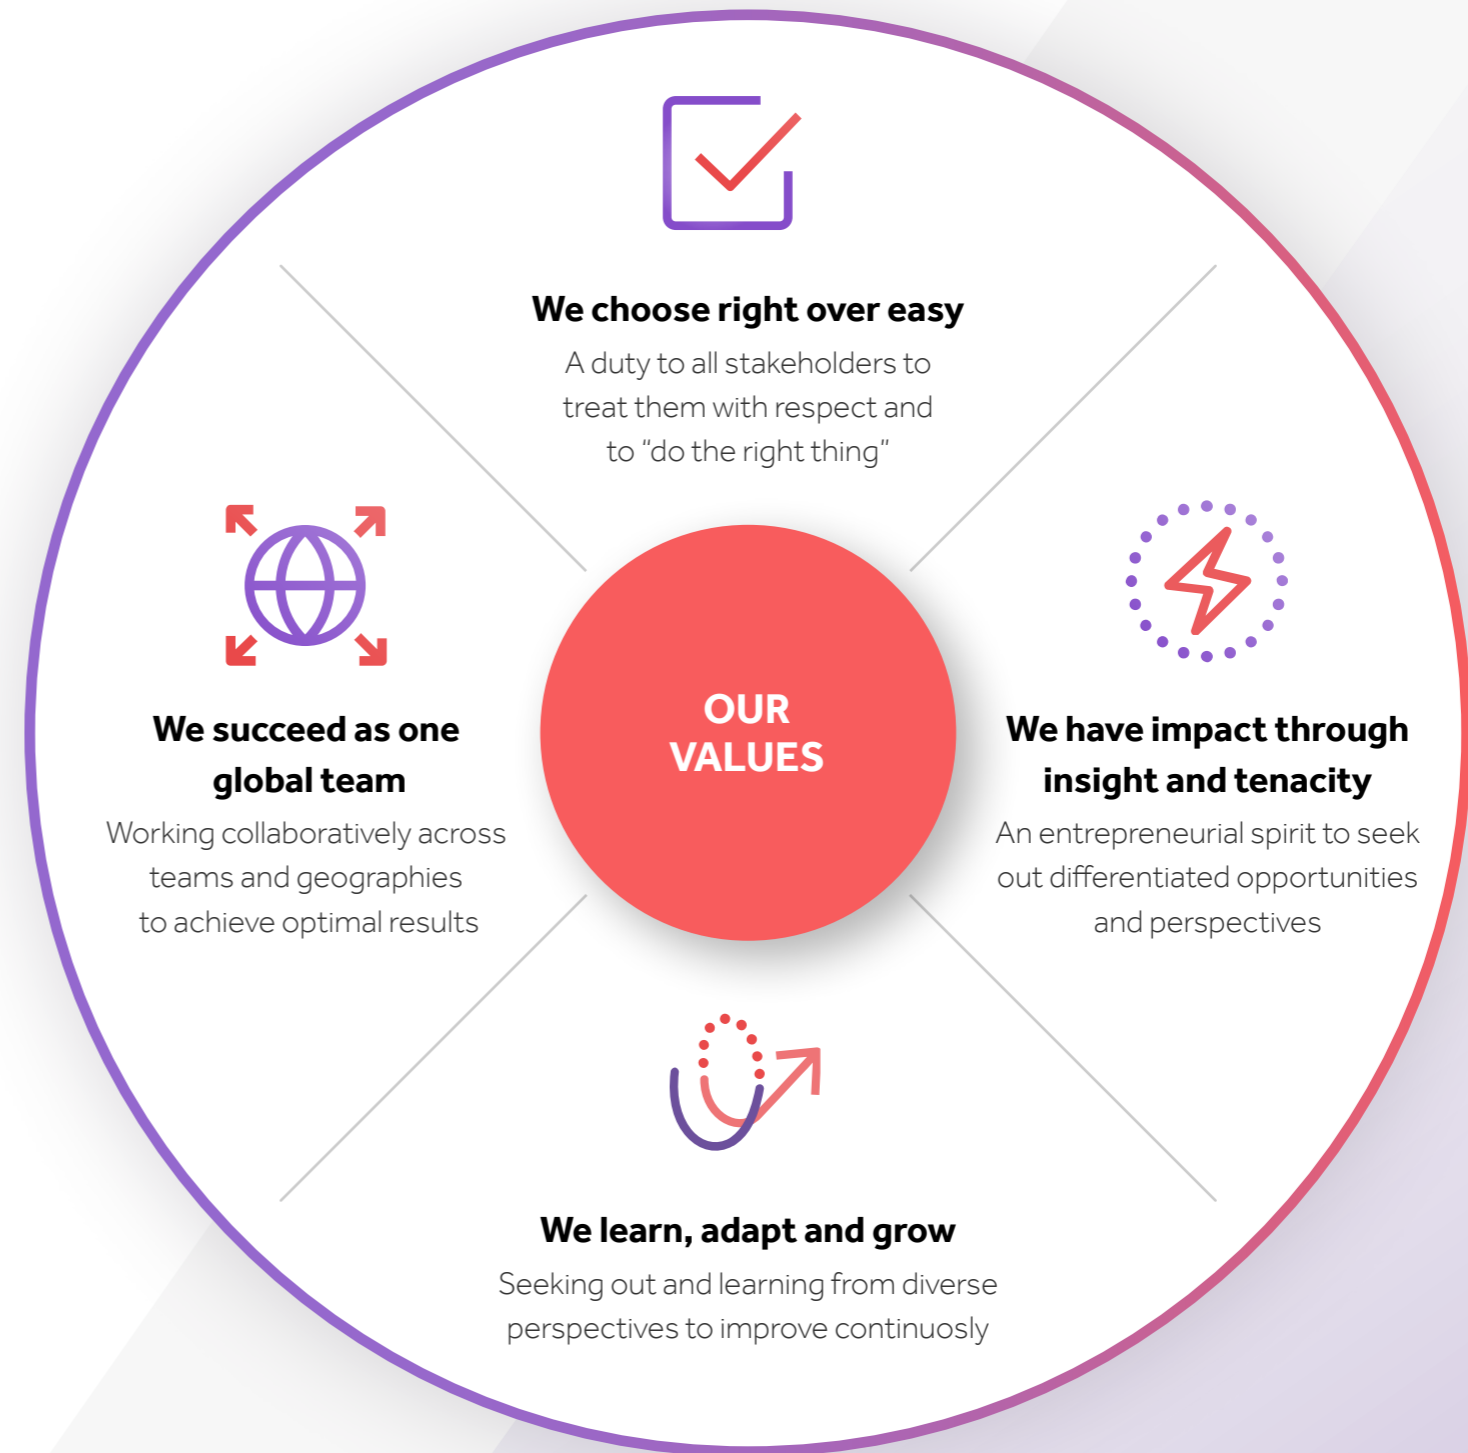 We choose right over easy
A duty to all stakeholders to
treat them with respect and
to “do the right thing”
We succeed as one
global team
Working collaboratively across
teams and geographies
to achieve optimal results
OUR
VALUES
We have impact through
insight and tenacity
An entrepreneurial spirit to seek
out differentiated opportunities
and perspectives
We learn, adapt and grow
Seeking out and learning from diverse
perspectives to improve continuosly